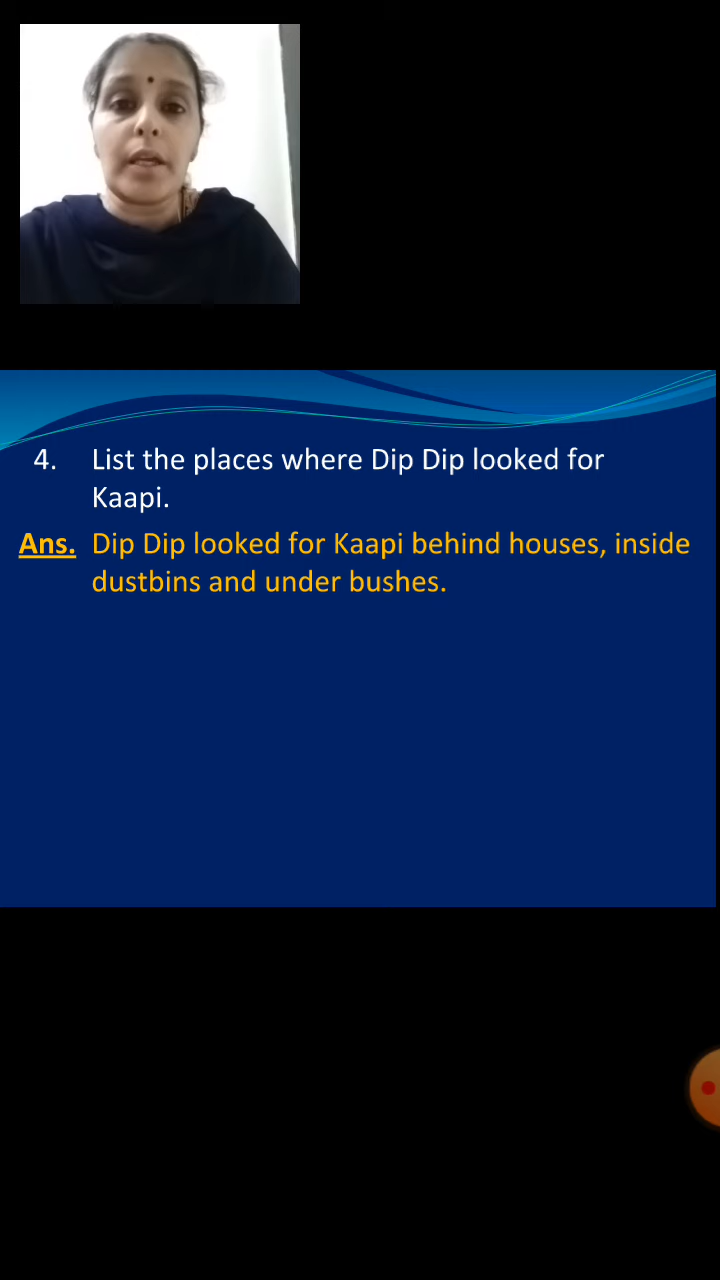 4. List the places where Dip Dip looked for
Kaapi.
Ans. Dip Dip looked for Kaapi behind houses, inside
dustbins and under bushes.